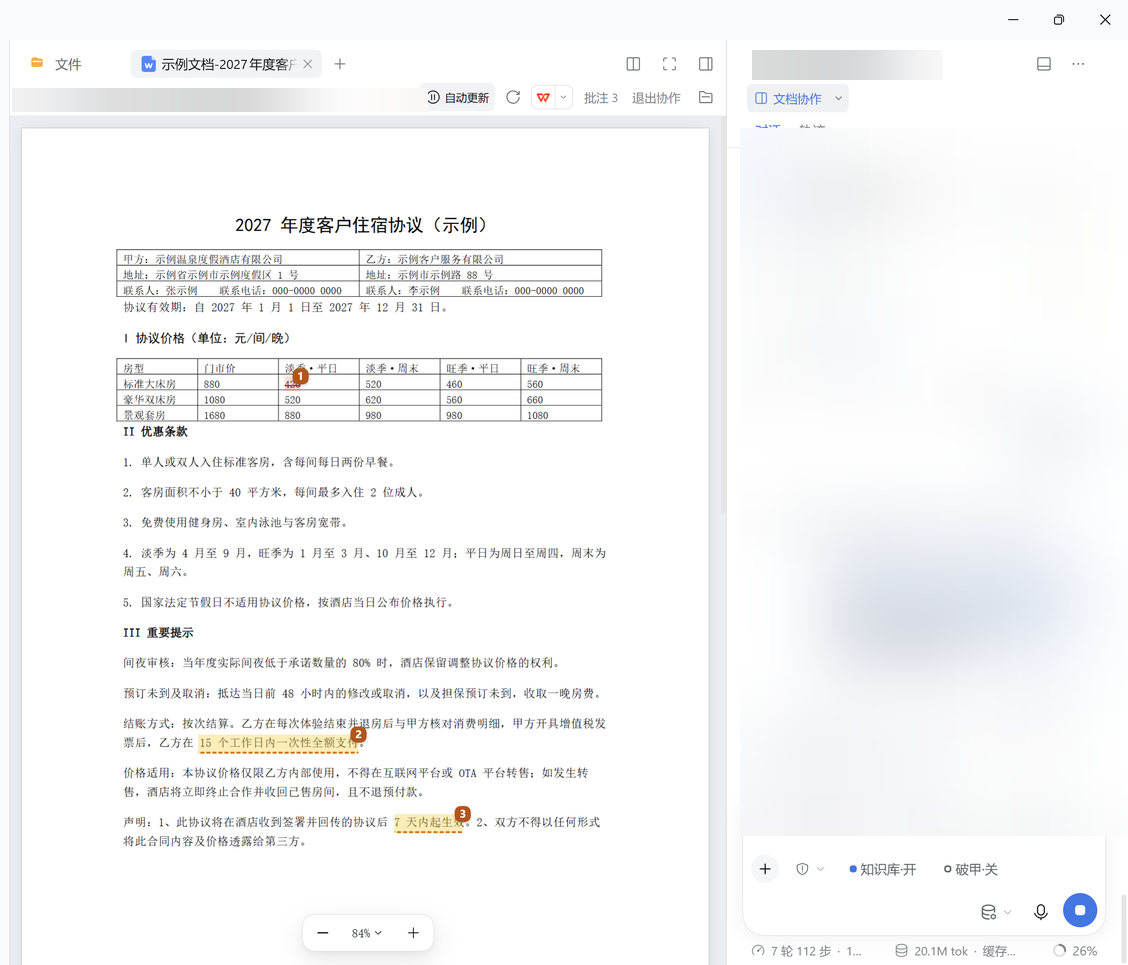 文件
示例文档-2027年度客户
自动更新
批注 3
退出协作
文档协作
2027 年度客户住宿协议（示例）
甲方：示例温泉度假酒店有限公司 乙方：示例客户服务有限公司
地址：示例省示例市示例度假区 1 号 地址：示例市示例路 88 号
联系人：张示例 联系电话：000-0000 0000 联系人：李示例 联系电话：000-0000 0000
协议有效期：自 2027 年 1 月 1 日至 2027 年 12 月 31 日。
I 协议价格（单位：元/间/晚）
房型 门市价 淡季·平日 淡季·周末 旺季·平日 旺季·周末
1
标准大床房 880 520 460 560
豪华双床房 1080 520 620 560 660
景观套房 1680 880 980 980 1080
II 优惠条款
1. 单人或双人入住标准客房，含每间每日两份早餐。
2. 客房面积不小于 40 平方米，每间最多入住 2 位成人。
3. 免费使用健身房、室内泳池与客房宽带。
4. 淡季为 4 月至 9 月，旺季为 1 月至 3 月、10 月至 12 月；平日为周日至周四，周末为
周五、周六。
5. 国家法定节假日不适用协议价格，按酒店当日公布价格执行。
III 重要提示
间夜审核：当年度实际间夜低于承诺数量的 80% 时，酒店保留调整协议价格的权利。
预订未到及取消：抵达当日前 48 小时内的修改或取消，以及担保预订未到，收取一晚房费。
结账方式：按次结算。乙方在每次体验结束并退房后与甲方核对消费明细，甲方开具增值税发
票后，乙方在 15 个工作日内一次性全额支付。
2
价格适用：本协议价格仅限乙方内部使用，不得在互联网平台或 OTA 平台转售；如发生转
售，酒店将立即终止合作并收回已售房间，且不退预付款。
声明：1、此协议将在酒店收到签署并回传的协议后 7 天内起生效。2、双方不得以任何形式
3
将此合同内容及价格透露给第三方。
84%
知识库·开
破甲·关
7 轮 112 步 · 1...
20.1M tok · 缓存...
26%